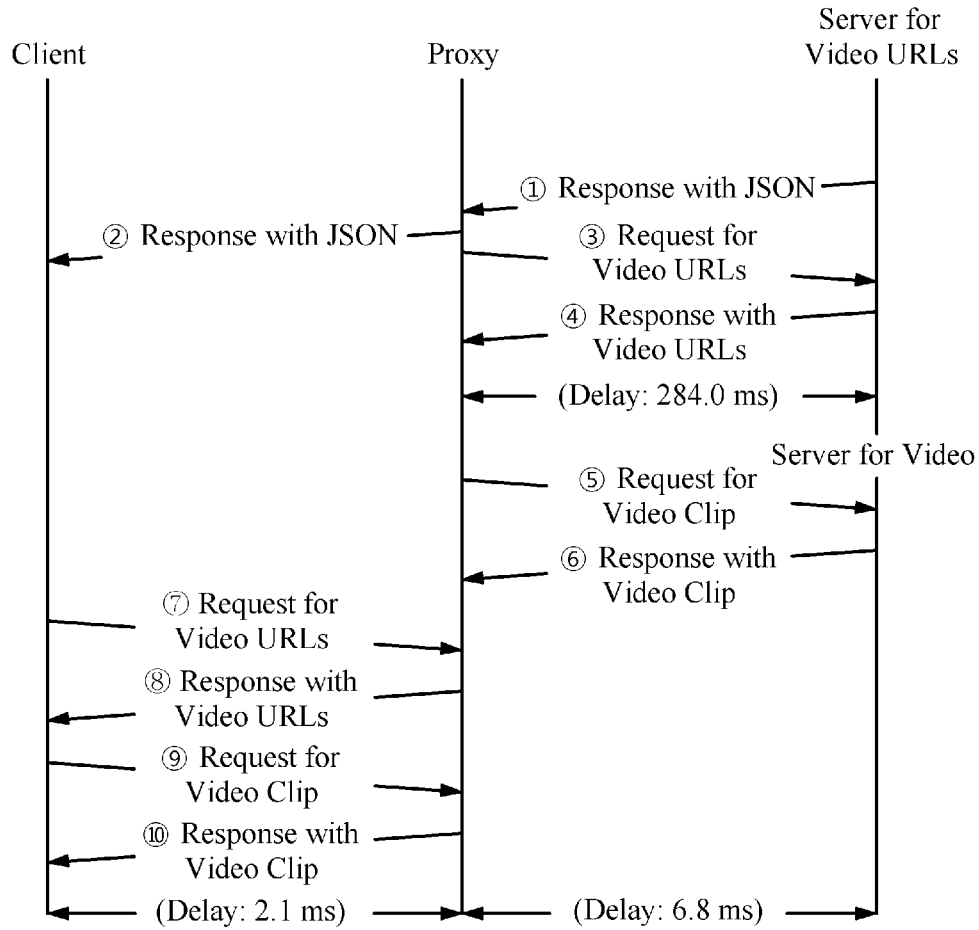 Server for
Client Proxy Video URLs
① Response with JSON
② Response with JSON
③ Request for
Video URLs
④ Response with
Video URLs
(Delay: 284.0 ms)
Server for Video
⑤ Request for
Video Clip
⑥ Response with
Video Clip
⑦ Request for
Video URLs
⑧ Response with
Video URLs
⑨ Request for
Video Clip
⑩ Response with
Video Clip
(Delay: 2.1 ms) (Delay: 6.8 ms)